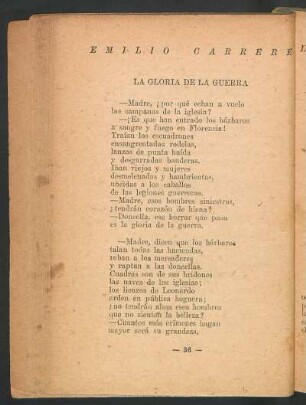 EMILIO CARRERE
LA GLORIA DE LA GUERRA
—Madre, ¿por qué echan a vuelo
las campanas de la iglesia?
—¡Es que han entrado los bárbaros
a sangre y fuego en Florencia!
Traían los escuadrones
ensangrentadas rodelas,
lanzas de punta buída
y desgarradas banderas.
Iban viejos y mujeres
desmelenadas y hambrientas,
uncidas a los caballos
de las legiones guerreras.
—Madre, esos hombres siniestros,
¿tendrán corazón de hiena?
—Doncella, ese horror que pasa
es la gloria de la guerra.
—Madre, dicen que los bárbaros
talan todas las haciendas,
roban a los mercaderes
y raptan a las doncellas.
Cuadras son de sus bridones
las naves de las iglesias;
los lienzos de Leonardo
arden en pública hoguera;
¿no tendrán almas esos hombres
que no sienten la belleza?
—Cuantos más crímenes hagan
mayor será su grandeza,
— 36 —